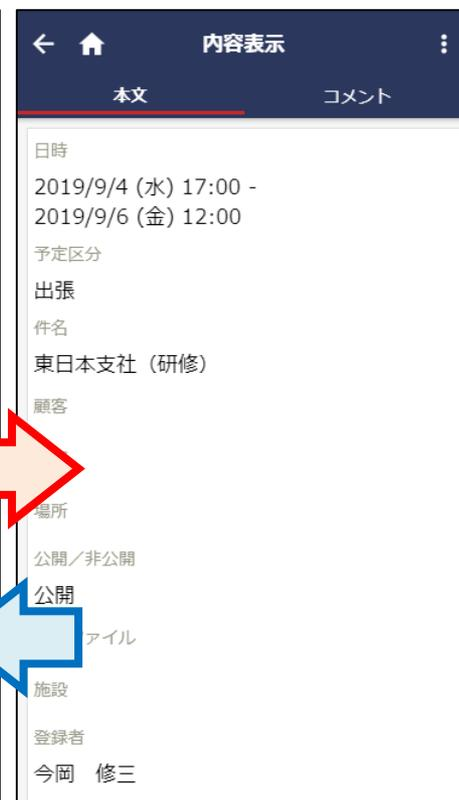 内容表示
本文
コメント
日時
2019/9/4 (水) 17:00 -
2019/9/6 (金) 12:00
予定区分
出張
件名
東日本支社（研修）
顧客
場所
公開／非公開
公開
ァイル
施設
登録者
今岡　修三